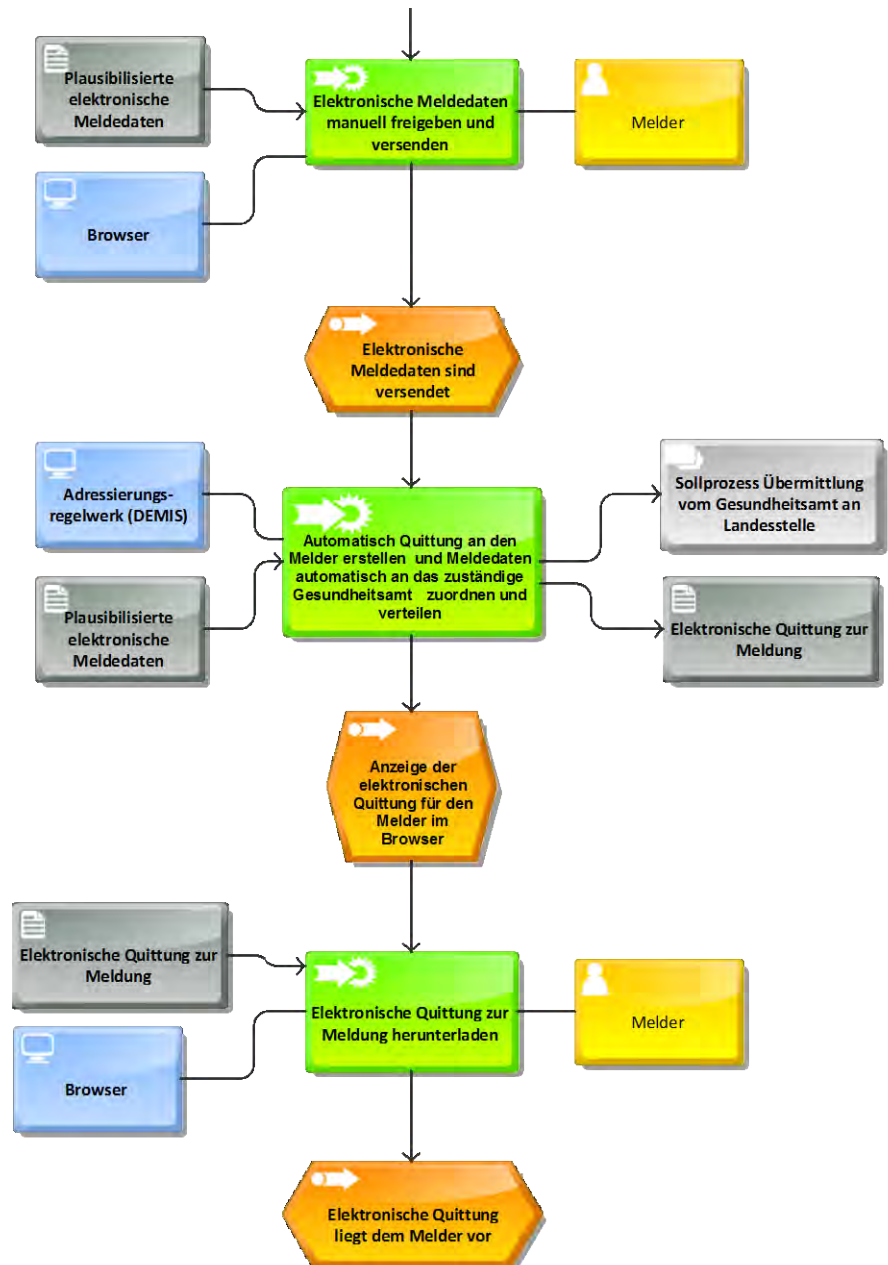 Plausibilisierte
elektronische
Meldedaten
Elektronische Meldedaten
manuell freigeben und
versenden
Melder
Browser
Elektronische
Meldedaten sind
versendet
Adressierungs-
regelwerk (DEMIS)
Automatisch Quittung an den
Melder erstellen und Meldedaten
automatisch an das zuständige
Gesundheitsamt zuordnen und
verteilen
Sollprozess Übermittlung
vom Gesundheitsamt an
Landesstelle
Plausibilisierte
elektronische
Meldedaten
Elektronische Quittung zur
Meldung
Anzeige der
elektronischen
Quittung für den
Melder im
Browser
Elektronische Quittung zur
Meldung
Elektronische Quittung zur
Meldung herunterladen
Melder
Browser
Elektronische Quittung
liegt dem Melder vor